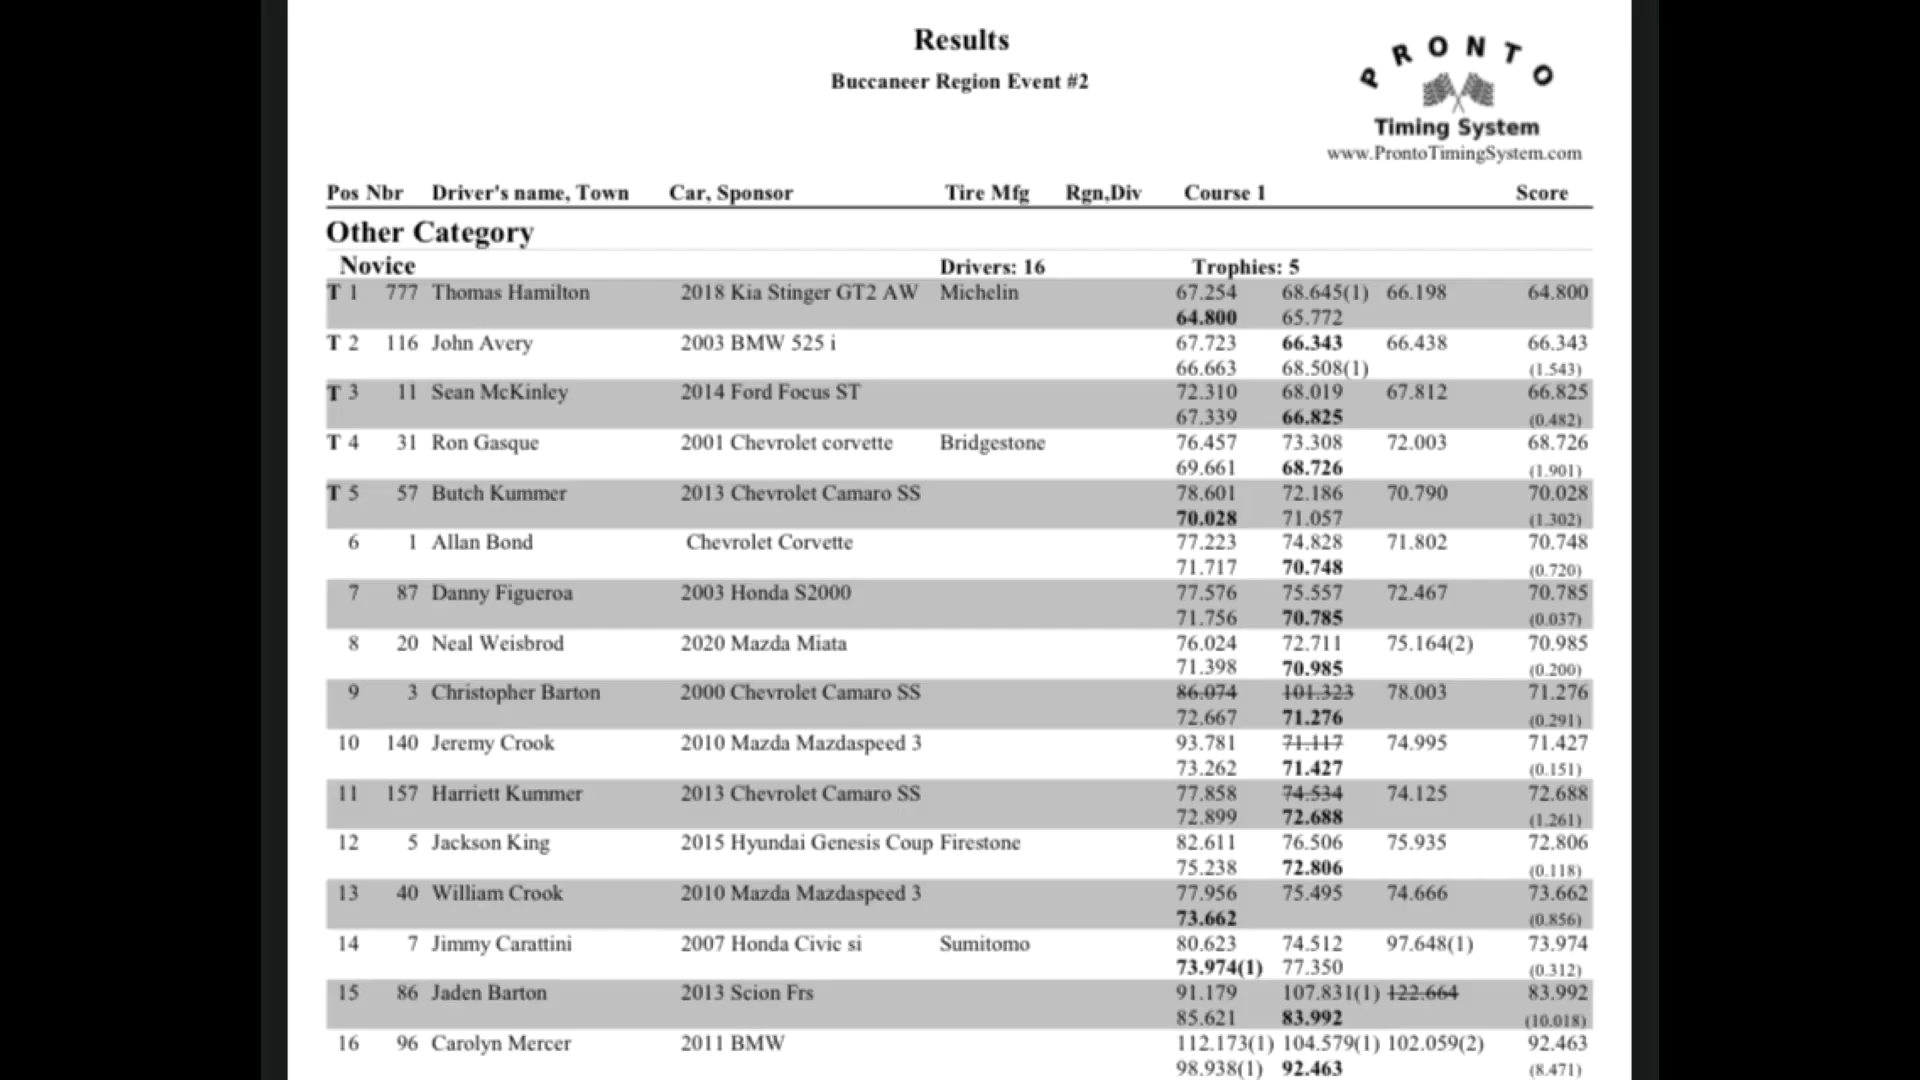 Results
Buccaneer Region Event #2
PRONTO
Timing System
www.ProntoTimingSystem.com
Pos Nbr Driver's name, Town Car, Sponsor Tire Mfg Rgn,Div Course 1 Score
Other Category
Novice Drivers: 16 Trophies: 5
T 1 777 Thomas Hamilton 2018 Kia Stinger GT2 AW Michelin 67.254 68.645(1) 66.198 64.800
64.800 65.772
T 2 116 John Avery 2003 BMW 525 i 67.723 66.343 66.438 66.343
66.663 68.508(1) (1.543)
T 3 11 Sean McKinley 2014 Ford Focus ST 72.310 68.019 67.812 66.825
67.339 66.825 (0.482)
T 4 31 Ron Gasque 2001 Chevrolet corvette Bridgestone 76.457 73.308 72.003 68.726
69.661 68.726 (1.901)
T 5 57 Butch Kummer 2013 Chevrolet Camaro SS 78.601 72.186 70.790 70.028
70.028 71.057 (1.302)
6 1 Allan Bond Chevrolet Corvette 77.223 74.828 71.802 70.748
71.717 70.748 (0.720)
7 87 Danny Figueroa 2003 Honda S2000 77.576 75.557 72.467 70.785
71.756 70.785 (0.037)
8 20 Neal Weisbrod 2020 Mazda Miata 76.024 72.711 75.164(2) 70.985
71.398 70.985 (0.200)
9 3 Christopher Barton 2000 Chevrolet Camaro SS 86.074 101.323 78.003 71.276
72.667 71.276 (0.291)
10 140 Jeremy Crook 2010 Mazda Mazdaspeed 3 93.781 71.117 74.995 71.427
73.262 71.427 (0.151)
11 157 Harriett Kummer 2013 Chevrolet Camaro SS 77.858 74.534 74.125 72.688
72.899 72.688 (1.261)
12 5 Jackson King 2015 Hyundai Genesis Coup Firestone 82.611 76.506 75.935 72.806
75.238 72.806 (0.118)
13 40 William Crook 2010 Mazda Mazdaspeed 3 77.956 75.495 74.666 73.662
73.662 (0.856)
14 7 Jimmy Carattini 2007 Honda Civic si Sumitomo 80.623 74.512 97.648(1) 73.974
73.974(1) 77.350 (0.312)
15 86 Jaden Barton 2013 Scion Frs 91.179 107.831(1) 122.664 83.992
85.621 83.992 (10.018)
16 96 Carolyn Mercer 2011 BMW 112.173(1) 104.579(1) 102.059(2) 92.463
98.938(1) 92.463 (8.471)